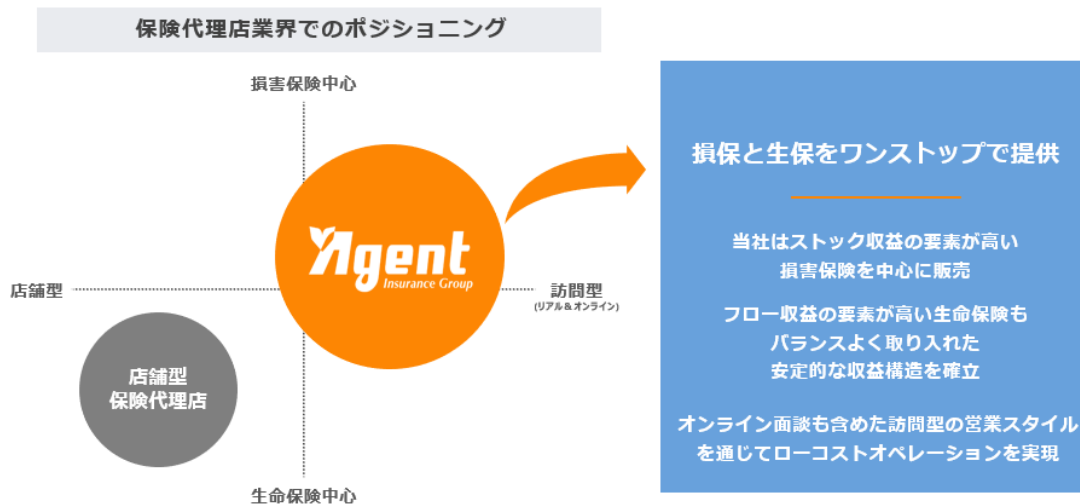 保険代理店業界でのポジショニング
損害保険中心
Agent
Insurance Group
店舗型
訪問型
(リアル&オンライン)
店舗型
保険代理店
生命保険中心
損保と生保をワンストップで提供
当社はストック収益の要素が高い
損害保険を中心に販売
フロー収益の要素が高い生命保険も
バランスよく取り入れた
安定的な収益構造を確立
オンライン面談も含めた訪問型の営業スタイル
を通じてローコストオペレーションを実現